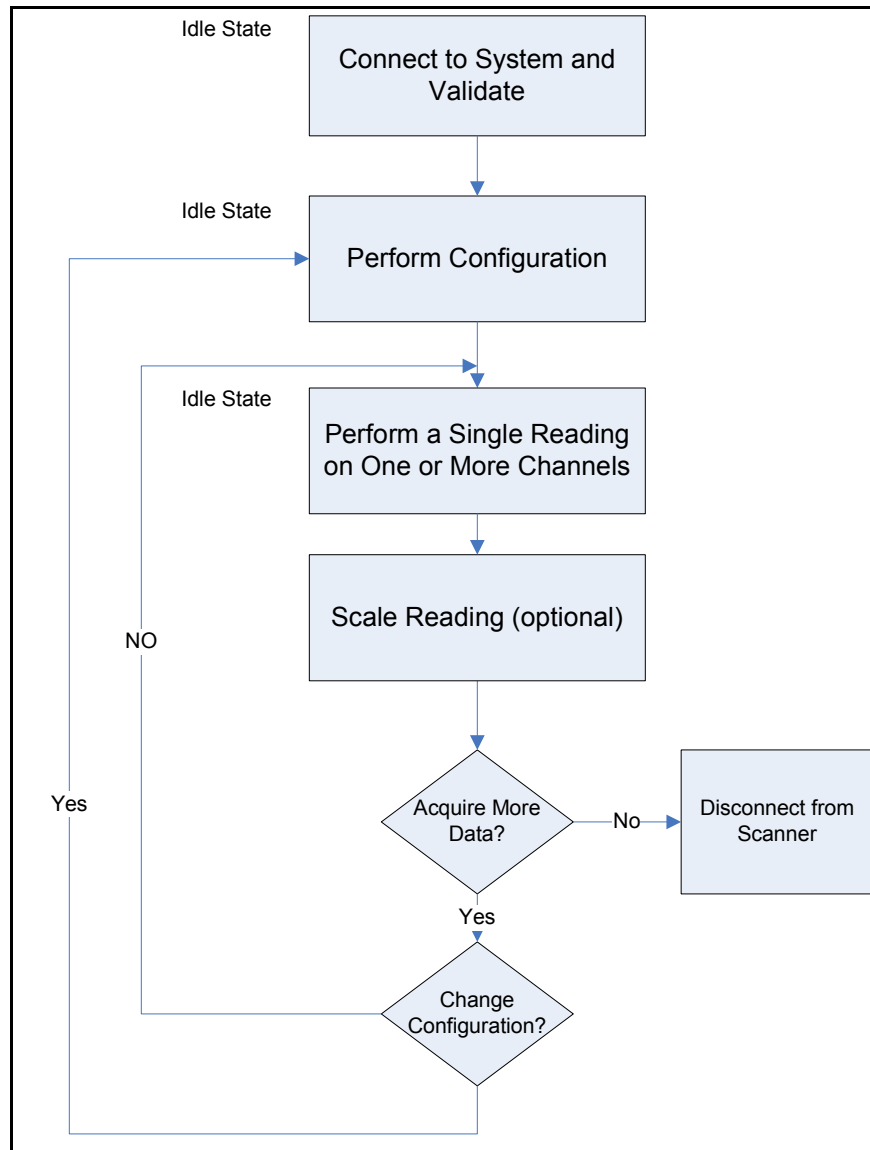 Idle State
Connect to System and
Validate
Idle State
Perform Configuration
Idle State
Perform a Single Reading
on One or More Channels
Scale Reading (optional)
NO
Yes
Acquire More
Data?
No
Disconnect from
Scanner
Yes
Change
Configuration?